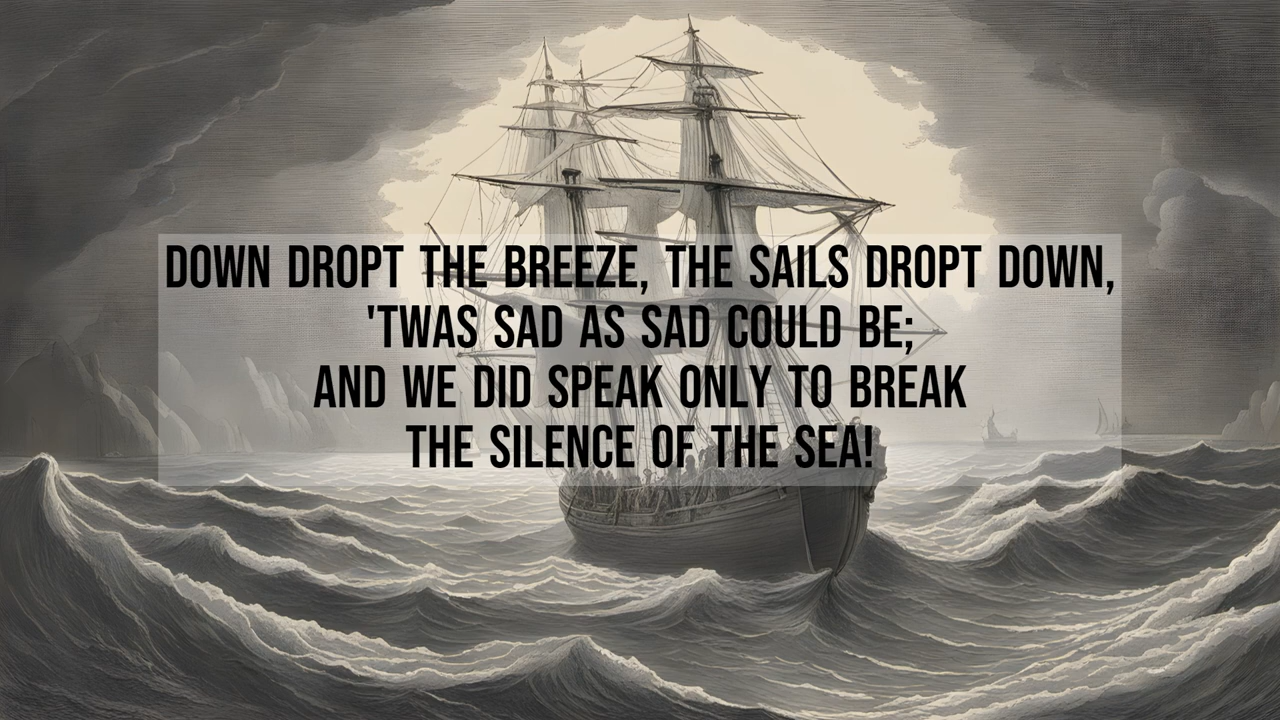 DOWN DROPT THE BREEZE, THE SAILS DROPT DOWN,
'TWAS SAD AS SAD COULD BE;
AND WE DID SPEAK ONLY TO BREAK
THE SILENCE OF THE SEA!